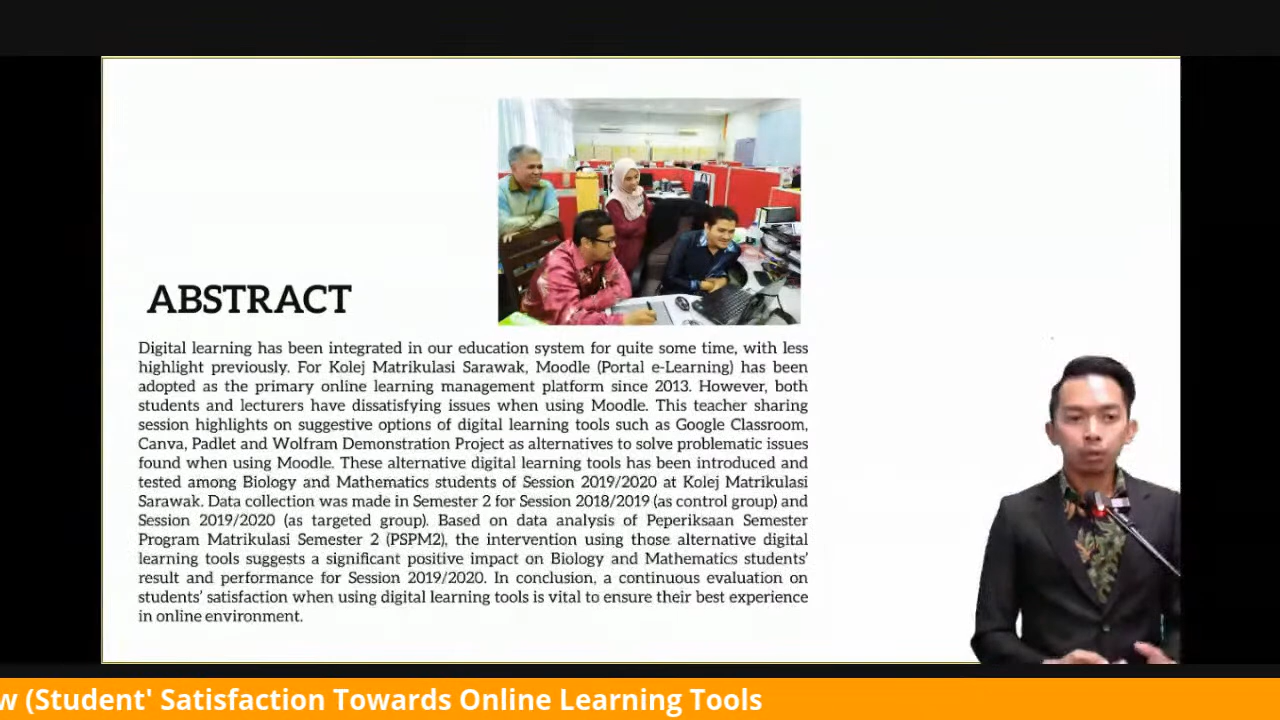 ABSTRACT
Digital learning has been integrated in our education system for quite some time, with less
highlight previously. For Kolej Matrikulasi Sarawak, Moodle (Portal e-Learning) has been
adopted as the primary online learning management platform since 2013. However, both
students and lecturers have dissatisfying issues when using Moodle. This teacher sharing
session highlights on suggestive options of digital learning tools such as Google Classroom,
Canva, Padlet and Wolfram Demonstration Project as alternatives to solve problematic issues
found when using Moodle. These alternative digital learning tools has been introduced and
tested among Biology and Mathematics students of Session 2019/2020 at Kolej Matrikulasi
Sarawak. Data collection was made in Semester 2 for Session 2018/2019 (as control group) and
Session 2019/2020 (as targeted group). Based on data analysis of Peperiksaan Semester
Program Matrikulasi Semester 2 (PSPM2), the intervention using those alternative digital
learning tools suggests a significant positive impact on Biology and Mathematics students’
result and performance for Session 2019/2020. In conclusion, a continuous evaluation on
students’ satisfaction when using digital learning tools is vital to ensure their best experience
in online environment.
w (Student' Satisfaction Towards Online Learning Tools